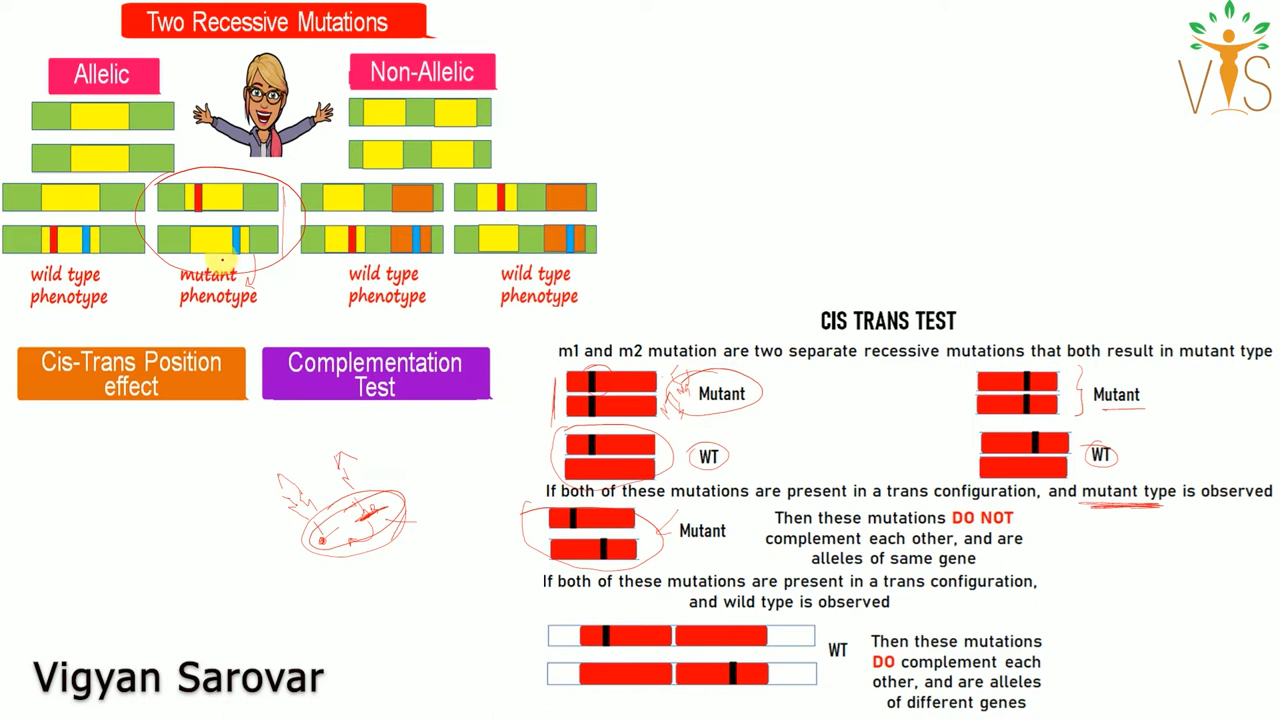 Two Recessive Mutations
Allelic
Non-Allelic
wild type
phenotype
mutant
phenotype
wild type
phenotype
wild type
phenotype
Cis-Trans Position
effect
Complementation
Test
VIS
CIS TRANS TEST
m1 and m2 mutation are two separate recessive mutations that both result in mutant type
Mutant
Mutant
WT
WT
If both of these mutations are present in a trans configuration, and mutant type is observed
Mutant
Then these mutations DO NOT
complement each other, and are
alleles of same gene
If both of these mutations are present in a trans configuration,
and wild type is observed
WT
Then these mutations
DO complement each
other, and are alleles
of different genes
Vigyan Sarovar